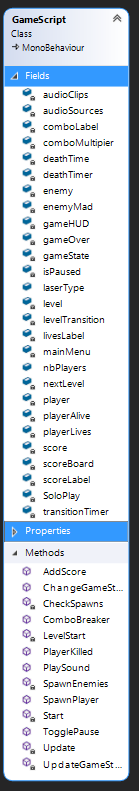 GameScript
Class
MonoBehaviour
Fields
audioClips
audioSources
comboLabel
comboMultipier
deathTime
deathTimer
enemy
enemyMad
gameHUD
gameOver
gameState
isPaused
laserType
level
levelTransition
livesLabel
mainMenu
nbPlayers
nextLevel
player
playerAlive
playerLives
score
scoreBoard
scoreLabel
SoloPlay
transitionTimer
Properties
Methods
AddScore
ChangeGameSt...
CheckSpawns
ComboBreaker
LevelStart
PlayerKilled
PlaySound
SpawnEnemies
SpawnPlayer
Start
TogglePause
Update
UpdateGameSt...